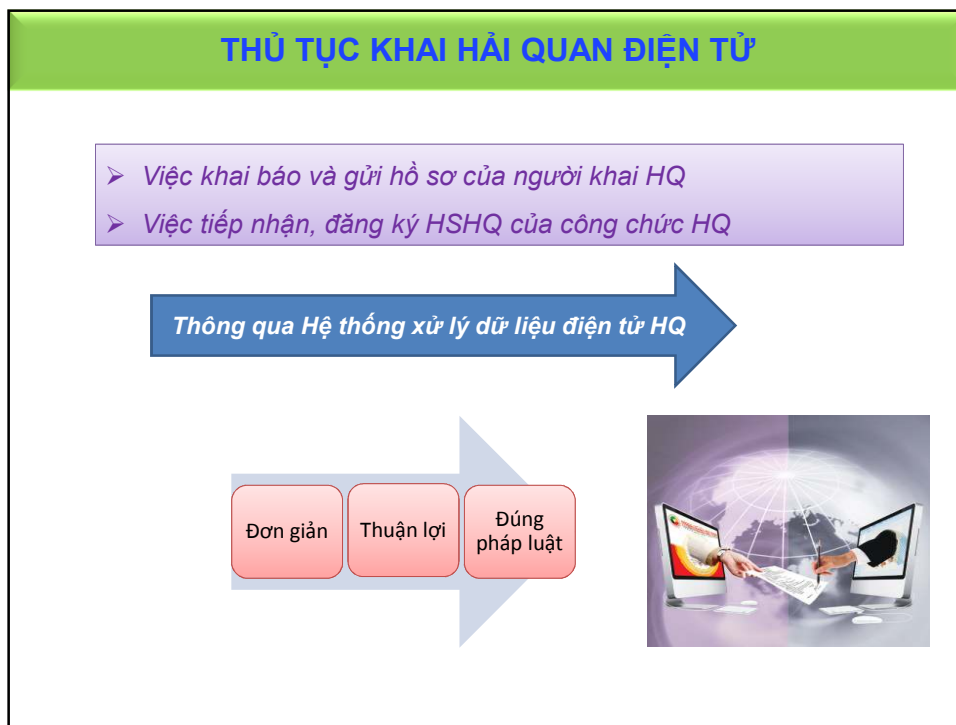 THỦ TỤC KHAI HẢI QUAN ĐIỆN TỬ
➢ Việc khai báo và gửi hồ sơ của người khai HQ
➢ Việc tiếp nhận, đăng ký HSHQ của công chức HQ
Thông qua Hệ thống xử lý dữ liệu điện tử HQ
Đơn giản
Thuận lợi
Đúng
pháp luật